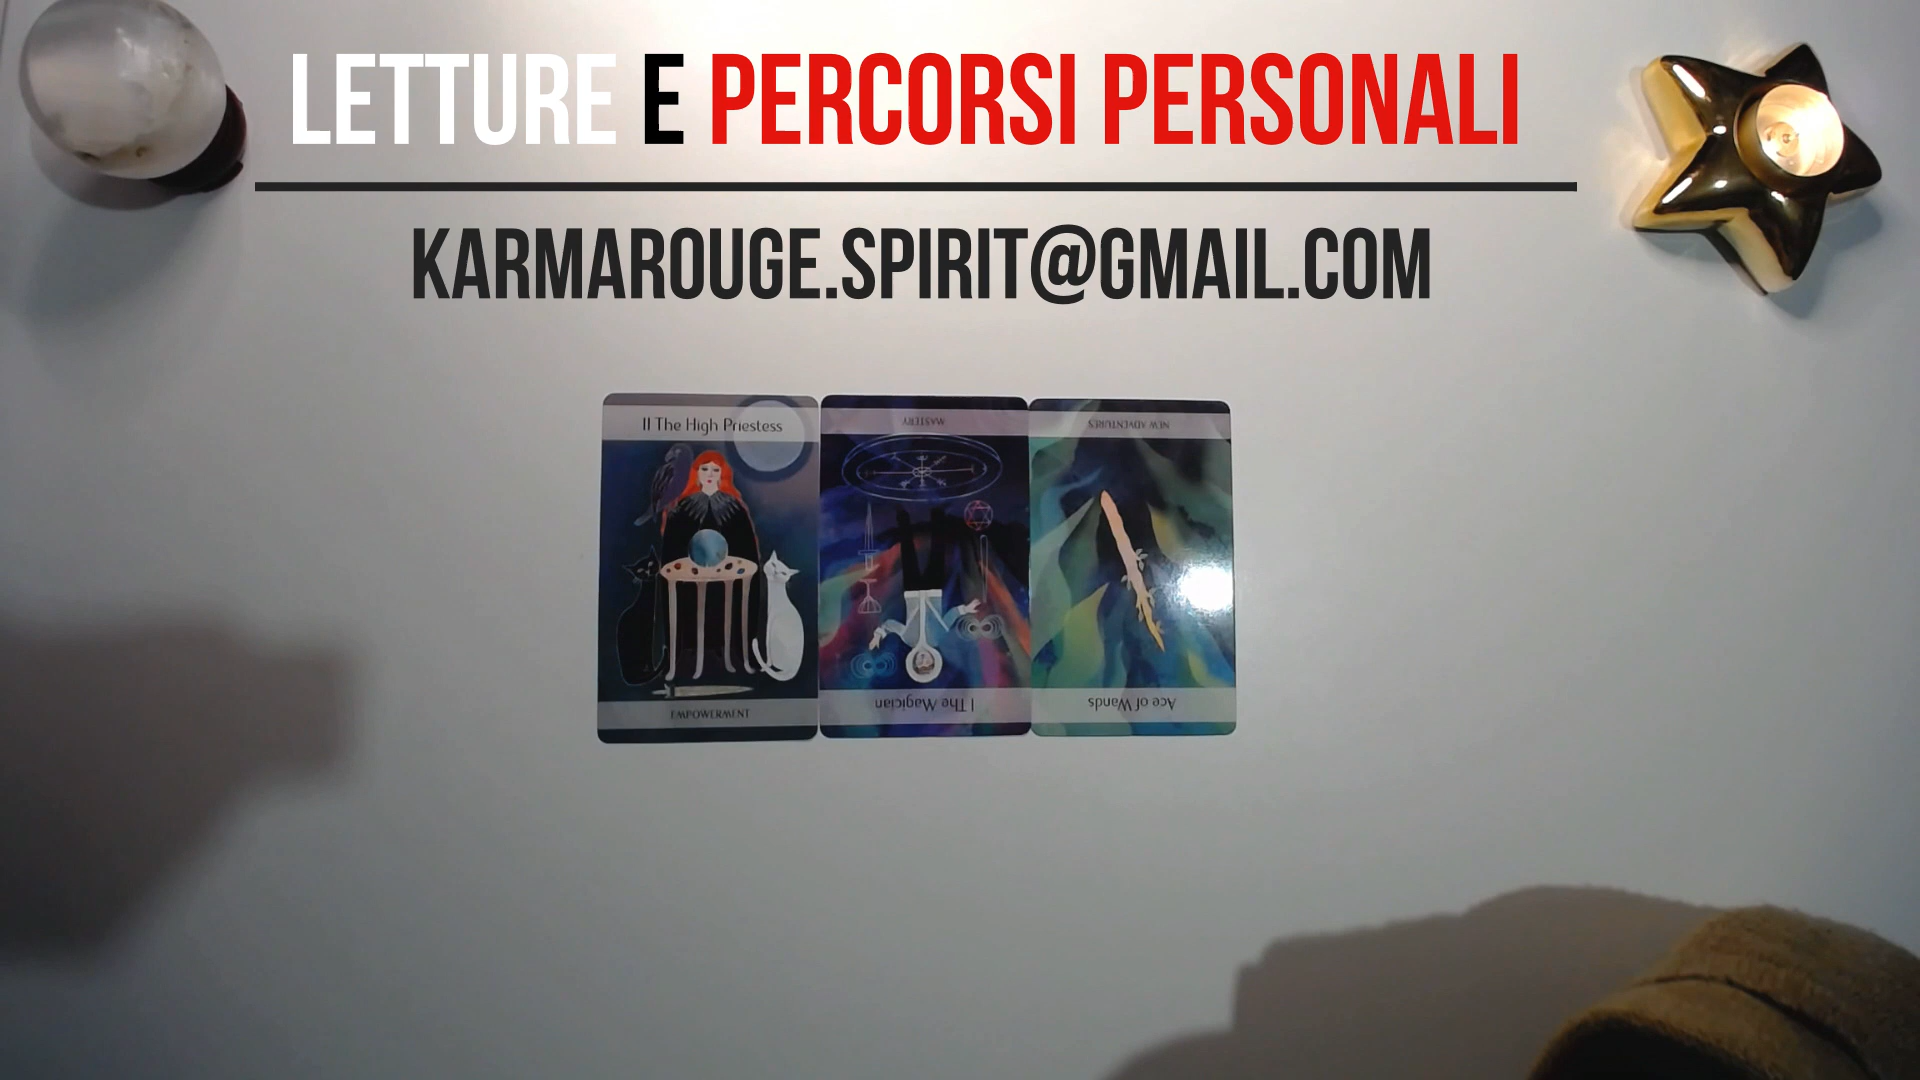 LETTURE E PERCORSI PERSONALI
KARMAROUGE.SPIRIT@GMAIL.COM
II The High Priestess
EMPOWERMENT
MASTERY
I The Magician
NEW ADVENTURES
Ace of Wands